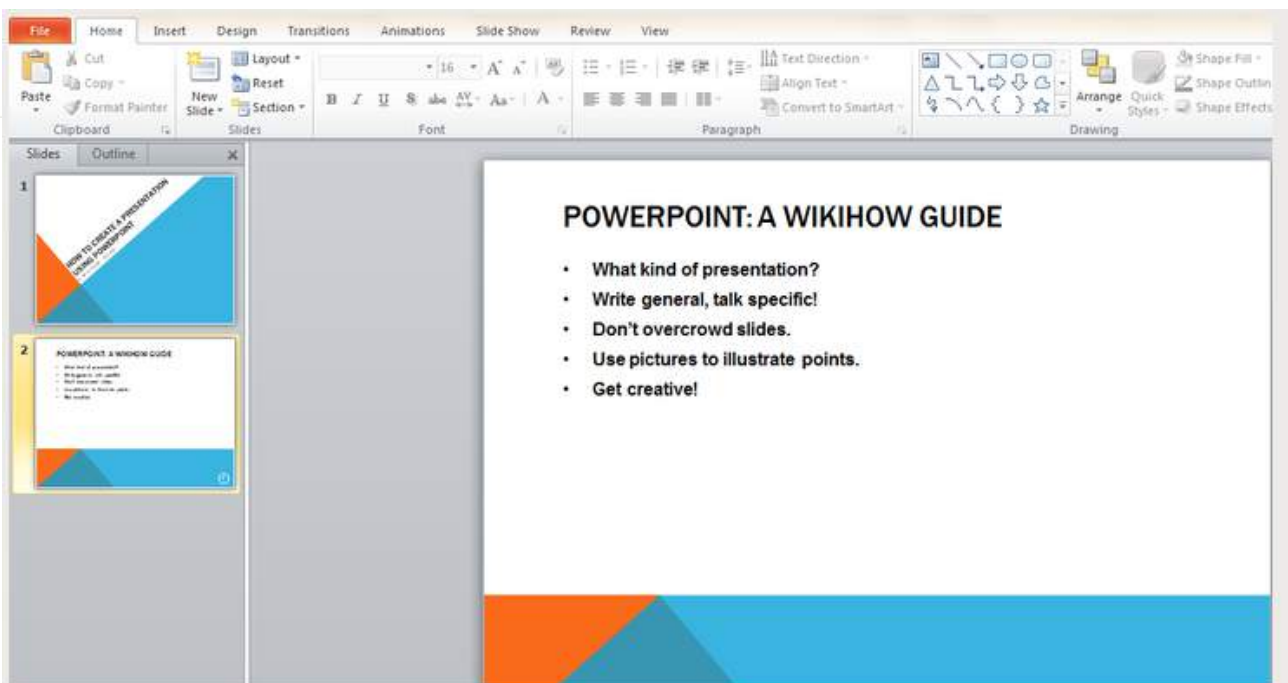 File Home Insert Design Transitions Animations Slide Show Review View
Cut
Copy
Format Painter
Paste
Clipboard
New
Slide
Layout
Reset
Section
Slides
16
Font
Text Direction
Align Text
Convert to SmartArt
Paragraph
Arrange
Quick
Styles
Shape Fill
Shape Outlin
Shape Effects
Drawing
Slides Outline
1
HOW TO CREATE A PRESENTATION
USING POWERPOINT
2
POWERPOINT: A WIKIHOW GUIDE
POWERPOINT: A WIKIHOW GUIDE
• What kind of presentation?
• Write general, talk specific!
• Don't overcrowd slides.
• Use pictures to illustrate points.
• Get creative!